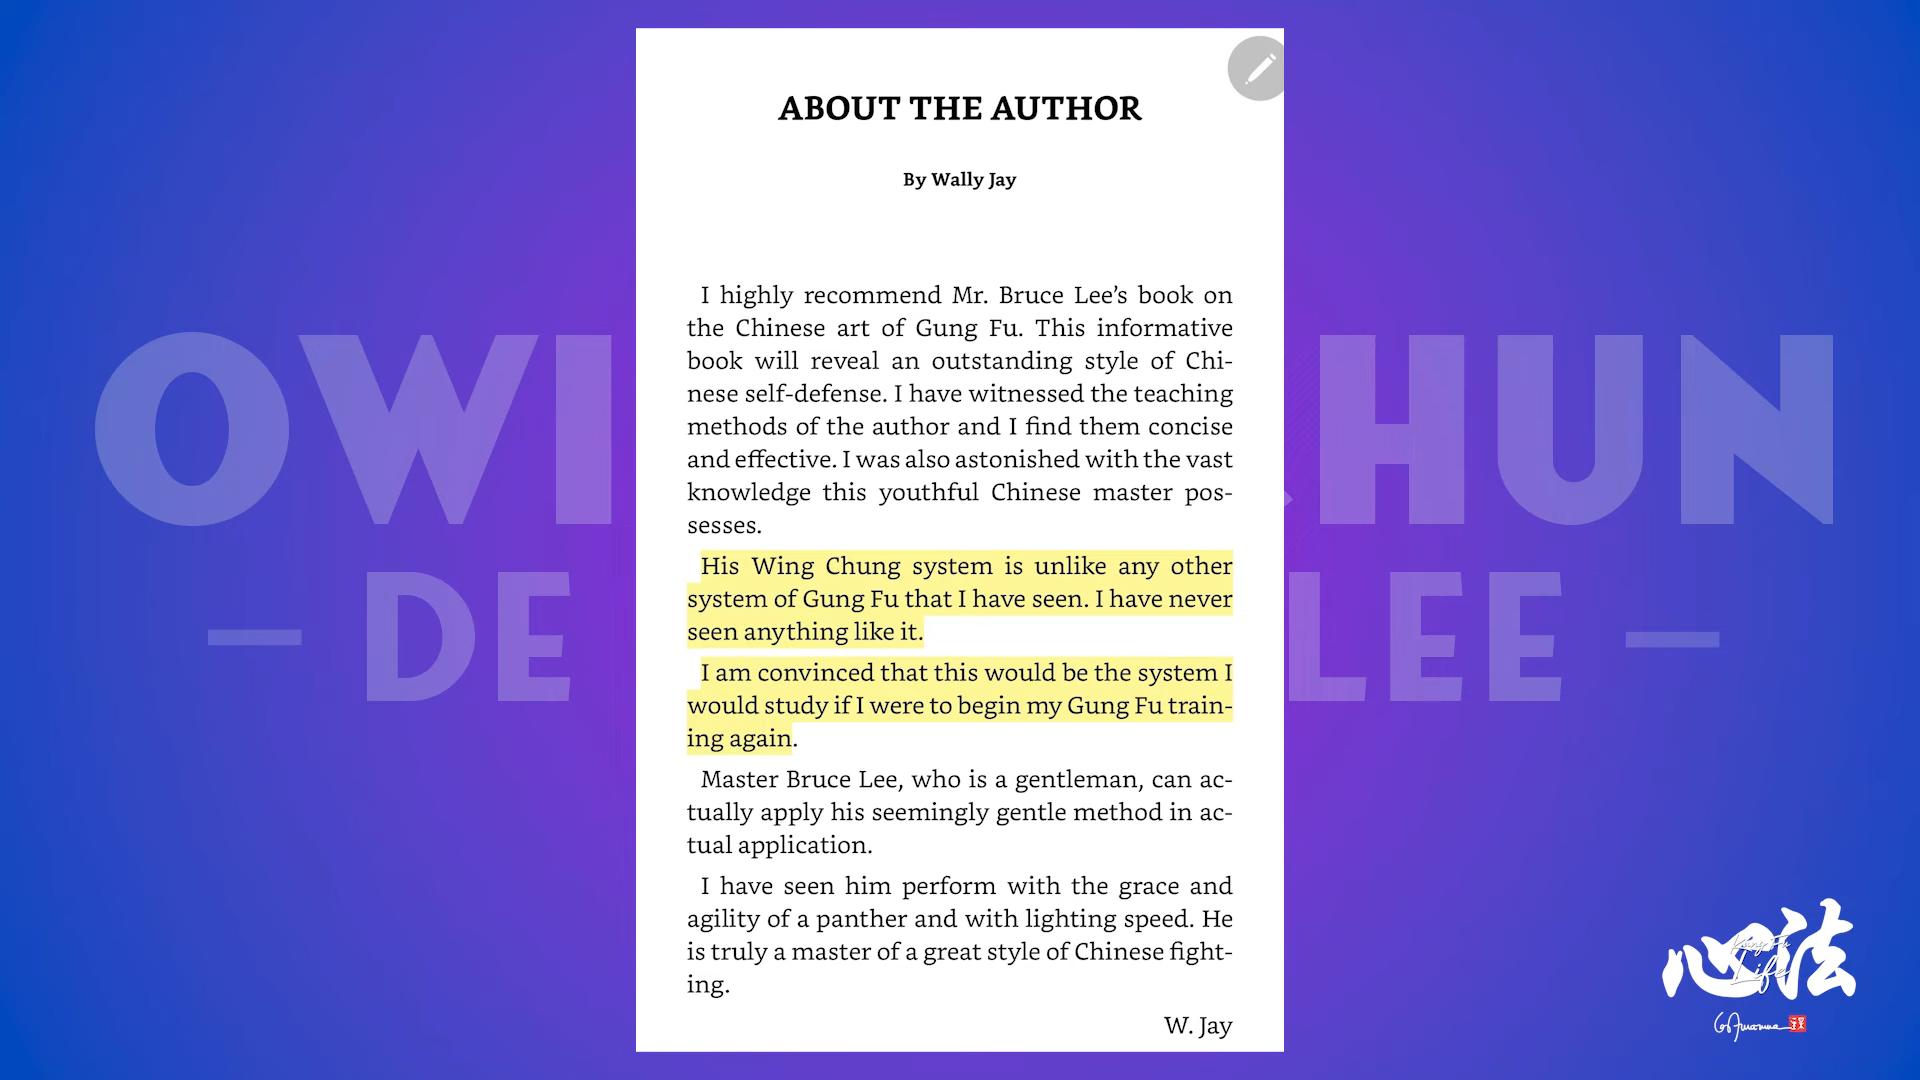 ABOUT THE AUTHOR
By Wally Jay
I highly recommend Mr. Bruce Lee’s book on
the Chinese art of Gung Fu. This informative
book will reveal an outstanding style of Chi-
nese self-defense. I have witnessed the teaching
methods of the author and I find them concise
and effective. I was also astonished with the vast
knowledge this youthful Chinese master pos-
sesses.
His Wing Chung system is unlike any other
system of Gung Fu that I have seen. I have never
seen anything like it.
I am convinced that this would be the system I
would study if I were to begin my Gung Fu train-
ing again.
Master Bruce Lee, who is a gentleman, can ac-
tually apply his seemingly gentle method in ac-
tual application.
I have seen him perform with the grace and
agility of a panther and with lighting speed. He
is truly a master of a great style of Chinese fight-
ing.
W. Jay
OWI HUN
DE LEE
心法
Kung Fu
Life